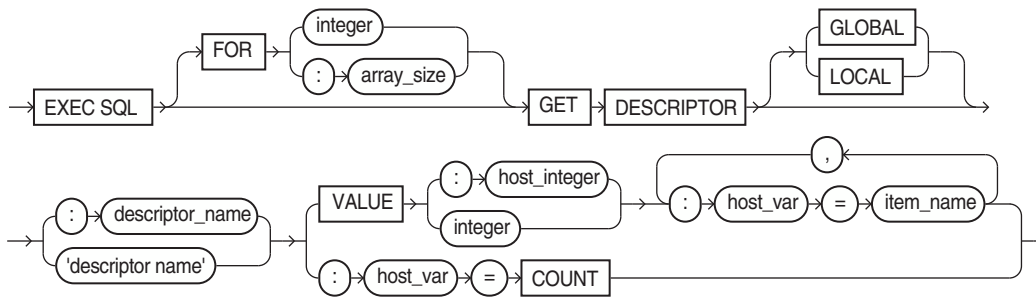 integer
FOR
GLOBAL
: array_size
LOCAL
EXEC SQL GET DESCRIPTOR
,
: descriptor_name VALUE : host_integer : host_var = item_name
'descriptor name' integer
: host_var = COUNT